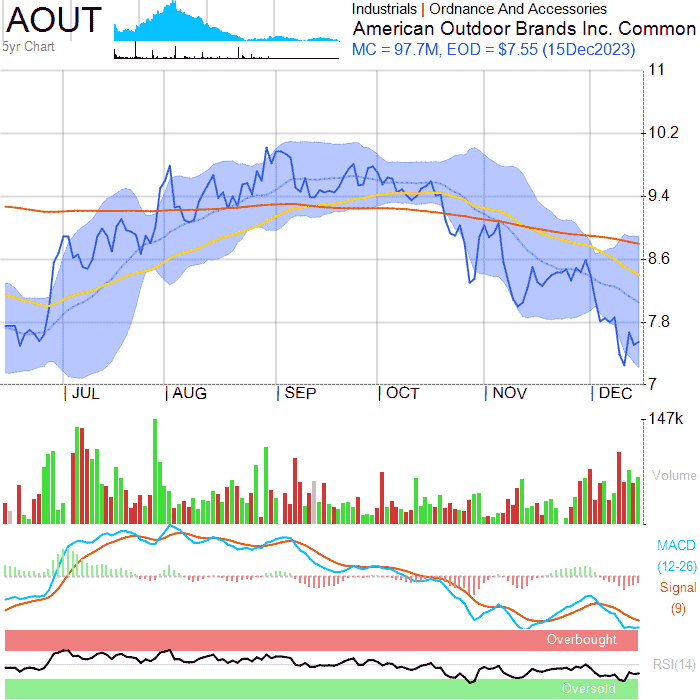 AOUT
5yr Chart
Industrials | Ordnance And Accessories
American Outdoor Brands Inc. Common
MC = 97.7M, EOD = $7.55 (15Dec2023)
11
10.2
9.4
8.6
7.8
7
JUL
AUG
SEP
OCT
NOV
DEC
147k
Volume
MACD
(12-26)
Signal
(9)
Overbought
RSI(14)
Oversold